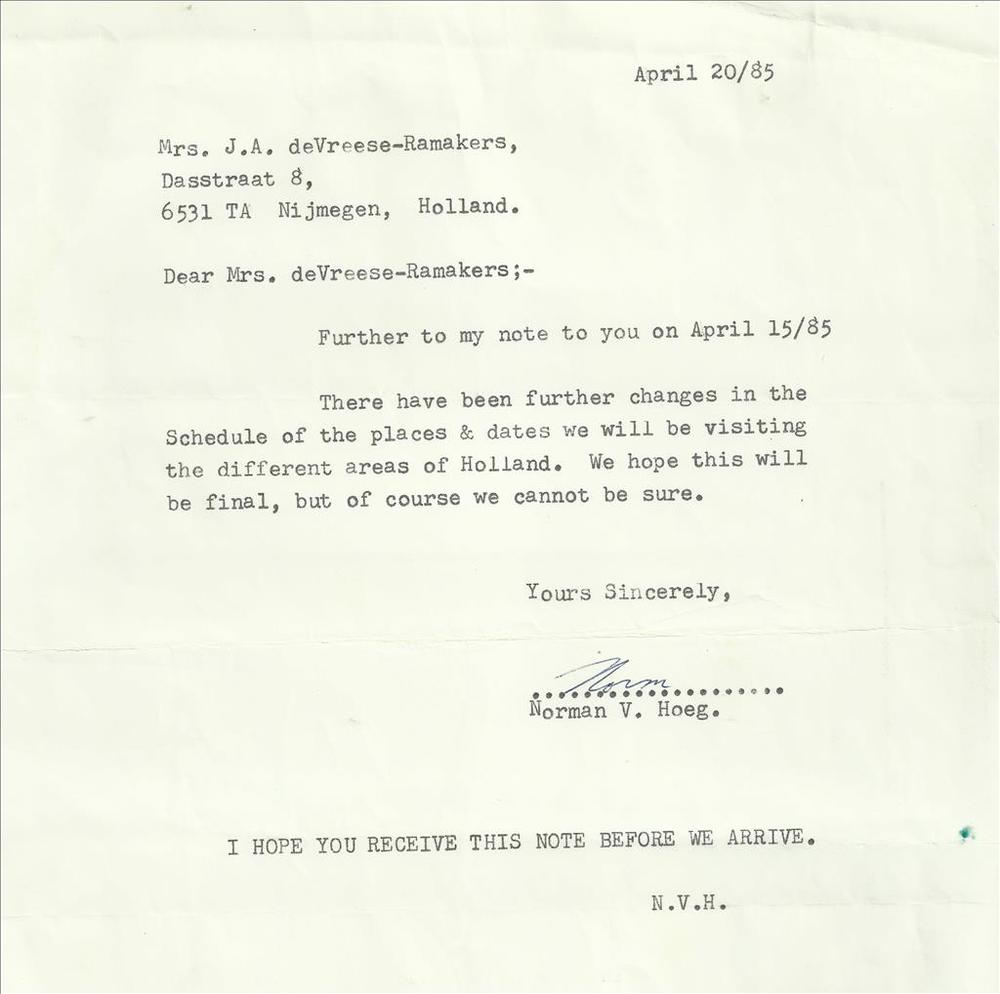 April 20/85
Mrs. J.A. deVreese-Ramakers,
Dasstraat 8,
6531 TA Nijmegen, Holland.
Dear Mrs. deVreese-Ramakers;-
Further to my note to you on April 15/85
There have been further changes in the
Schedule of the places & dates we will be visiting
the different areas of Holland. We hope this will
be final, but of course we cannot be sure.
Yours Sincerely,
Norm
.....................
Norman V. Hoeg.
I HOPE YOU RECEIVE THIS NOTE BEFORE WE ARRIVE.
N.V.H.